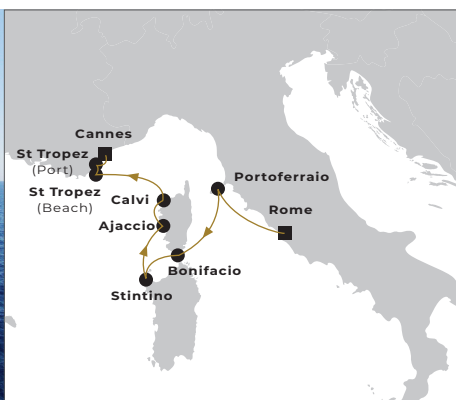 Cannes
St Tropez
(Port)
St Tropez
(Beach)
Calvi
Ajaccio
Portoferraio
Rome
Bonifacio
Stintino